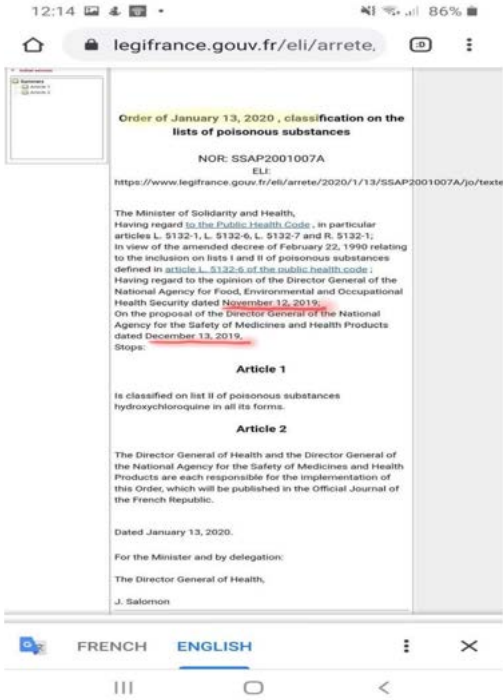 12:14
86%
legifrance.gouv.fr/eli/arrete,
:D
Summary
Article 1
Article 2
Order of January 13, 2020 , classification on the
lists of poisonous substances
NOR: SSAP2001007A
ELI:
https://www.legifrance.gouv.fr/eli/arrete/2020/1/13/SSAP2001007A/jo/texte
The Minister of Solidarity and Health,
Having regard to the Public Health Code , in particular
articles L. 5132-1, L. 5132-6, L. 5132-7 and R. 5132-1;
In view of the amended decree of February 22, 1990 relating
to the inclusion on lists I and II of poisonous substances
defined in article L. 5132-6 of the public health code ;
Having regard to the opinion of the Director General of the
National Agency for Food, Environmental and Occupational
Health Security dated November 12, 2019;
On the proposal of the Director General of the National
Agency for the Safety of Medicines and Health Products
dated December 13, 2019,
Stops:
Article 1
Is classified on list II of poisonous substances
hydroxychloroquine in all its forms.
Article 2
The Director General of Health and the Director General of
the National Agency for the Safety of Medicines and Health
Products are each responsible for the implementation of
this Order, which will be published in the Official Journal of
the French Republic.
Dated January 13, 2020.
For the Minister and by delegation:
The Director General of Health,
J. Salomon
FRENCH
ENGLISH